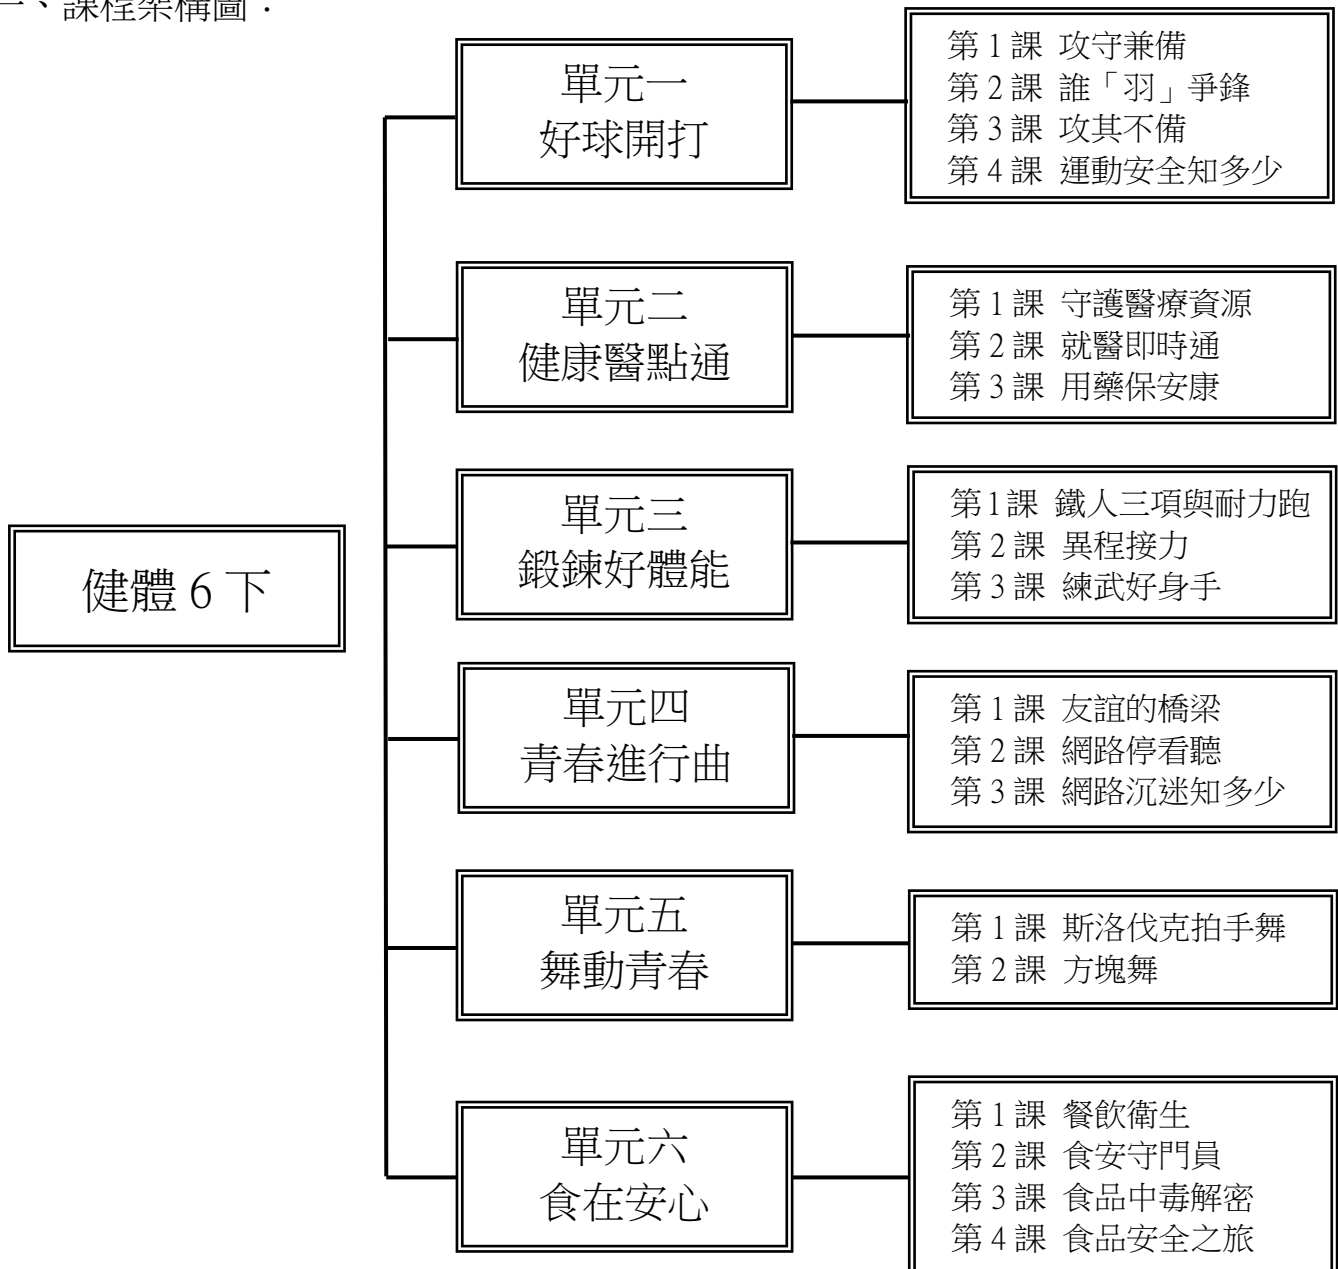 一、課程架構圖：
健體 6 下
單元一
好球開打
第 1 課 攻守兼備
第 2 課 誰「羽」爭鋒
第 3 課 攻其不備
第 4 課 運動安全知多少
單元二
健康醫點通
第 1 課 守護醫療資源
第 2 課 就醫即時通
第 3 課 用藥保安康
單元三
鍛鍊好體能
第 1 課 鐵人三項與耐力跑
第 2 課 異程接力
第 3 課 練武好身手
單元四
青春進行曲
第 1 課 友誼的橋梁
第 2 課 網路停看聽
第 3 課 網路沉迷知多少
單元五
舞動青春
第 1 課 斯洛伐克拍手舞
第 2 課 方塊舞
單元六
食在安心
第 1 課 餐飲衛生
第 2 課 食安守門員
第 3 課 食品中毒解密
第 4 課 食品安全之旅